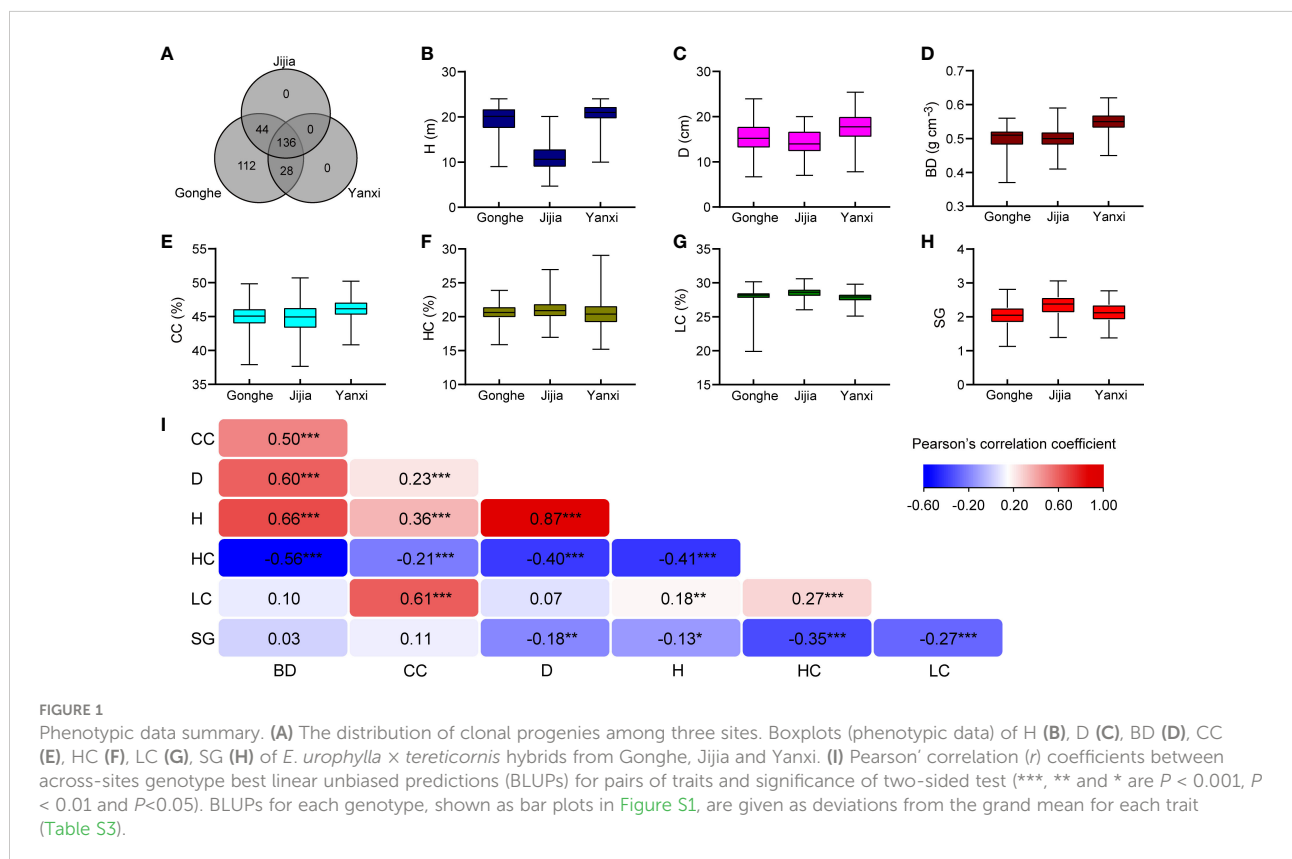 A
Jijia
0
44
0
136
112
28
0
Gonghe
Yanxi
B
H (m)
30
20
10
0
Gonghe Jijia Yanxi
C
D (cm)
30
20
10
0
Gonghe Jijia Yanxi
D
BD (g cm⁻³)
0.7
0.6
0.5
0.4
0.3
Gonghe Jijia Yanxi
E
CC (%)
55
50
45
40
35
Gonghe Jijia Yanxi
F
HC (%)
30
25
20
15
10
Gonghe Jijia Yanxi
G
LC (%)
35
30
25
20
15
Gonghe Jijia Yanxi
H
SG
4
3
2
1
0
Gonghe Jijia Yanxi
I
CC 0.50***
D 0.60*** 0.23***
H 0.66*** 0.36*** 0.87***
HC -0.56*** -0.21*** -0.40*** -0.41***
LC 0.10 0.61*** 0.07 0.18** 0.27***
SG 0.03 0.11 -0.18** -0.13* -0.35*** -0.27***
BD CC D H HC LC
Pearson's correlation coefficient
-0.60 -0.20 0.20 0.60 1.00
FIGURE 1
Phenotypic data summary. (A) The distribution of clonal progenies among three sites. Boxplots (phenotypic data) of H (B), D (C), BD (D), CC
(E), HC (F), LC (G), SG (H) of E. urophylla × tereticornis hybrids from Gonghe, Jijia and Yanxi. (I) Pearson' correlation (r) coefficients between
across-sites genotype best linear unbiased predictions (BLUPs) for pairs of traits and significance of two-sided test (***, ** and * are P < 0.001, P
< 0.01 and P<0.05). BLUPs for each genotype, shown as bar plots in Figure S1, are given as deviations from the grand mean for each trait
(Table S3).